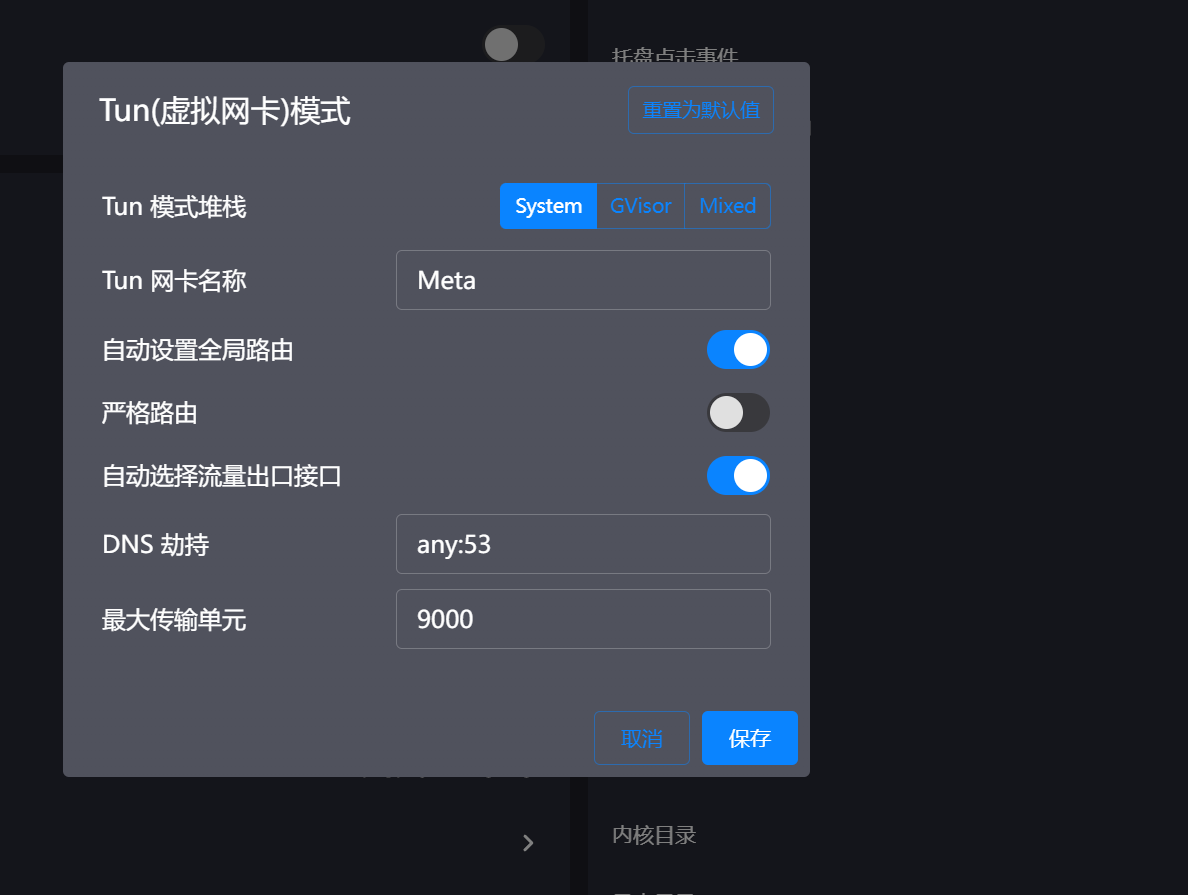 托盘点击事件
Tun(虚拟网卡)模式
重置为默认值
Tun 模式堆栈
System GVisor Mixed
Tun 网卡名称
Meta
自动设置全局路由
严格路由
自动选择流量出口接口
DNS 劫持
any:53
最大传输单元
9000
取消
保存
内核目录